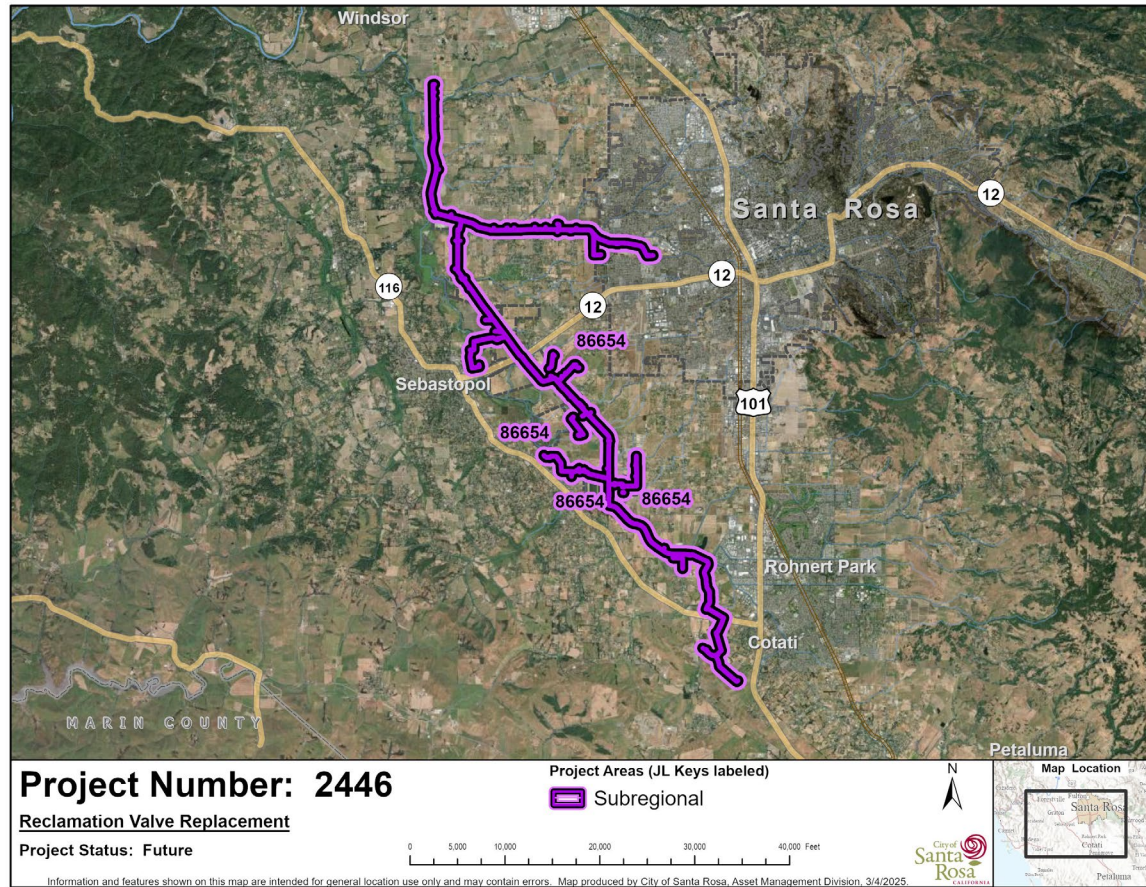 Windsor
Santa Rosa
12
12
12
116
86654
Sebastopol
101
86654
86654
86654
Rohnert Park
Cotati
MARIN COUNTY
Petaluma
Project Number: 2446
Reclamation Valve Replacement
Project Status: Future
Project Areas (JL Keys labeled)
Subregional
0 5,000 10,000 20,000 30,000 40,000 Feet
N
City of
Santa
Rosa
CALIFORNIA
Map Location
Santa Rosa
Cotati
Petaluma
Information and features shown on this map are intended for general location use only and may contain errors. Map produced by City of Santa Rosa, Asset Management Division, 3/4/2025.